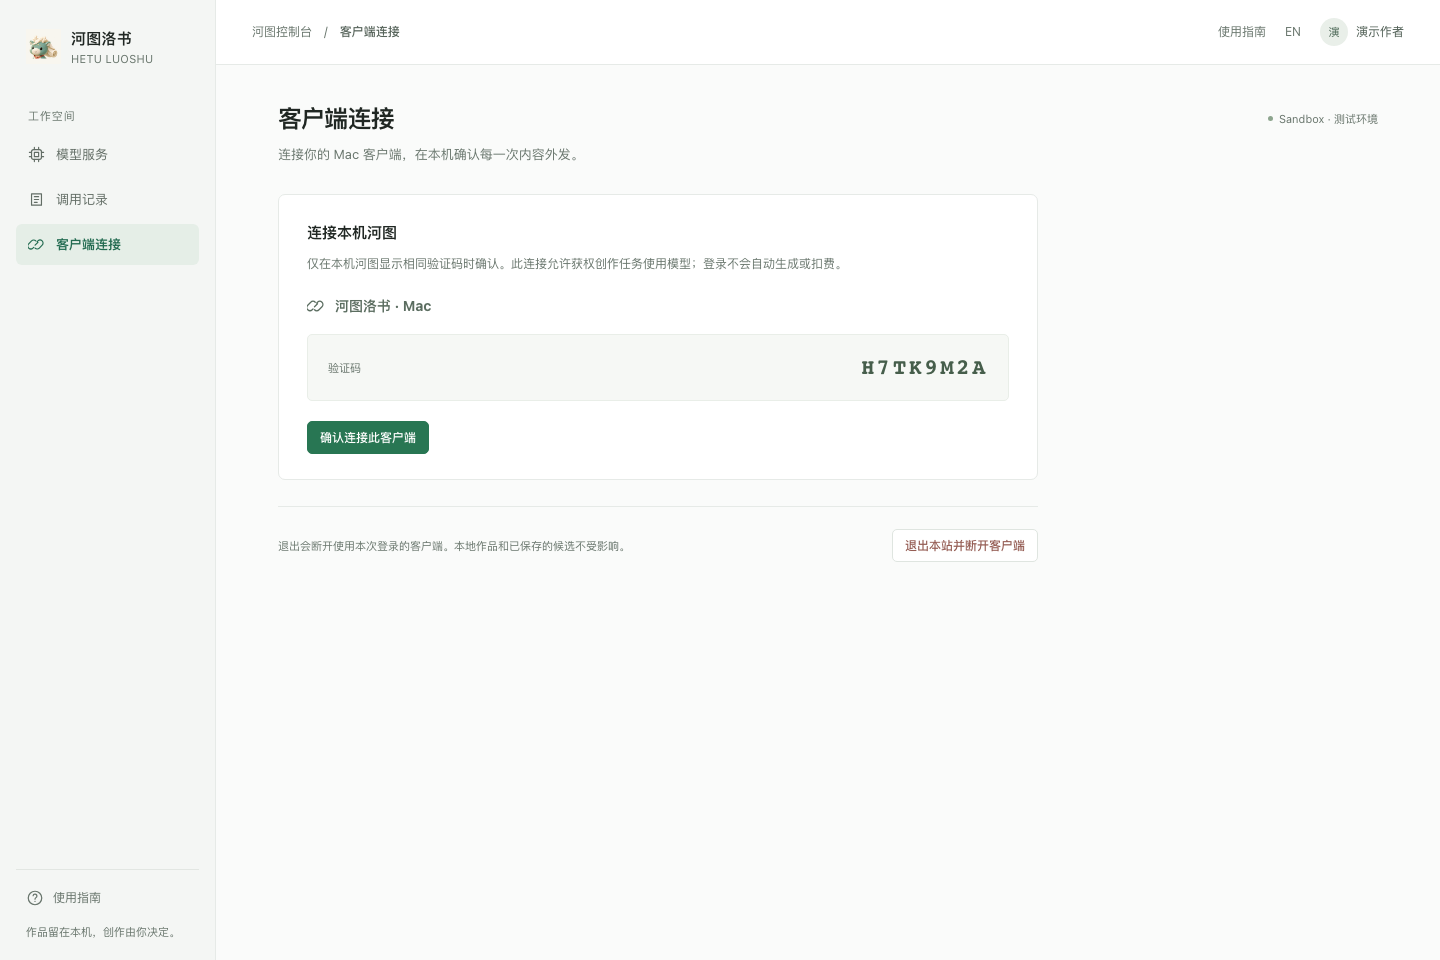 河图洛书
HETU LUOSHU
工作空间
模型服务
调用记录
客户端连接
使用指南
作品留在本机，创作由你决定。
河图控制台 / 客户端连接
使用指南 EN 演 演示作者
客户端连接
Sandbox · 测试环境
连接你的 Mac 客户端，在本机确认每一次内容外发。
连接本机河图
仅在本机河图显示相同验证码时确认。此连接允许获权创作任务使用模型；登录不会自动生成或扣费。
河图洛书 · Mac
验证码 H7TK9M2A
确认连接此客户端
退出会断开使用本次登录的客户端。本地作品和已保存的候选不受影响。
退出本站并断开客户端